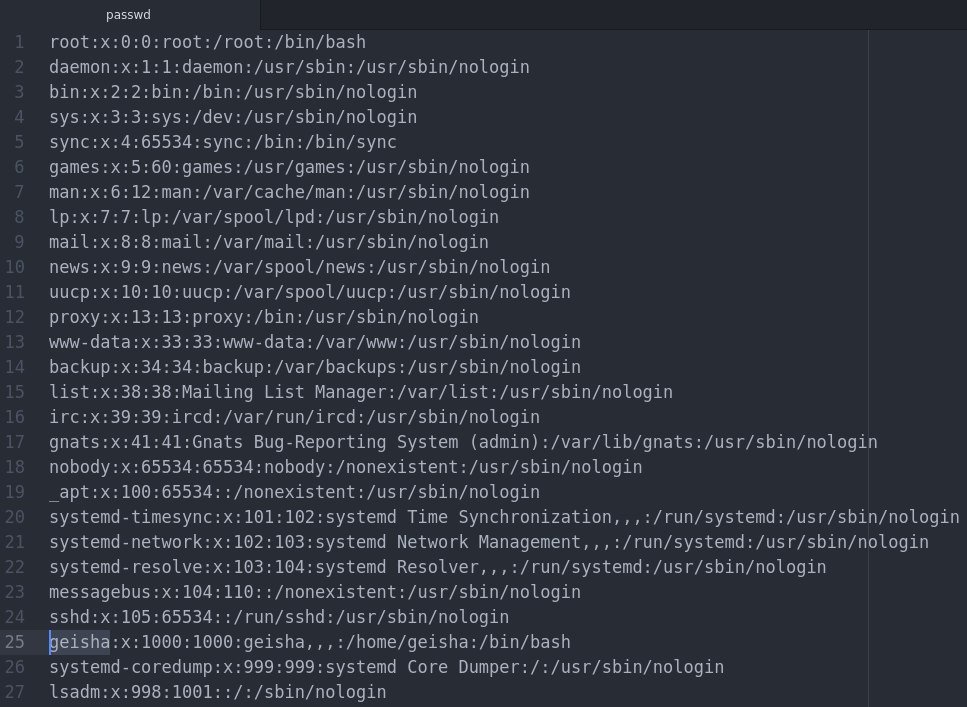 passwd
1 root:x:0:0:root:/root:/bin/bash
2 daemon:x:1:1:daemon:/usr/sbin:/usr/sbin/nologin
3 bin:x:2:2:bin:/bin:/usr/sbin/nologin
4 sys:x:3:3:sys:/dev:/usr/sbin/nologin
5 sync:x:4:65534:sync:/bin:/bin/sync
6 games:x:5:60:games:/usr/games:/usr/sbin/nologin
7 man:x:6:12:man:/var/cache/man:/usr/sbin/nologin
8 lp:x:7:7:lp:/var/spool/lpd:/usr/sbin/nologin
9 mail:x:8:8:mail:/var/mail:/usr/sbin/nologin
10 news:x:9:9:news:/var/spool/news:/usr/sbin/nologin
11 uucp:x:10:10:uucp:/var/spool/uucp:/usr/sbin/nologin
12 proxy:x:13:13:proxy:/bin:/usr/sbin/nologin
13 www-data:x:33:33:www-data:/var/www:/usr/sbin/nologin
14 backup:x:34:34:backup:/var/backups:/usr/sbin/nologin
15 list:x:38:38:Mailing List Manager:/var/list:/usr/sbin/nologin
16 irc:x:39:39:ircd:/var/run/ircd:/usr/sbin/nologin
17 gnats:x:41:41:Gnats Bug-Reporting System (admin):/var/lib/gnats:/usr/sbin/nologin
18 nobody:x:65534:65534:nobody:/nonexistent:/usr/sbin/nologin
19 _apt:x:100:65534::/nonexistent:/usr/sbin/nologin
20 systemd-timesync:x:101:102:systemd Time Synchronization,,,:/run/systemd:/usr/sbin/nologin
21 systemd-network:x:102:103:systemd Network Management,,,:/run/systemd:/usr/sbin/nologin
22 systemd-resolve:x:103:104:systemd Resolver,,,:/run/systemd:/usr/sbin/nologin
23 messagebus:x:104:110::/nonexistent:/usr/sbin/nologin
24 sshd:x:105:65534::/run/sshd:/usr/sbin/nologin
25 geisha:x:1000:1000:geisha,,,:/home/geisha:/bin/bash
26 systemd-coredump:x:999:999:systemd Core Dumper:/:/usr/sbin/nologin
27 lsadm:x:998:1001::/:/sbin/nologin